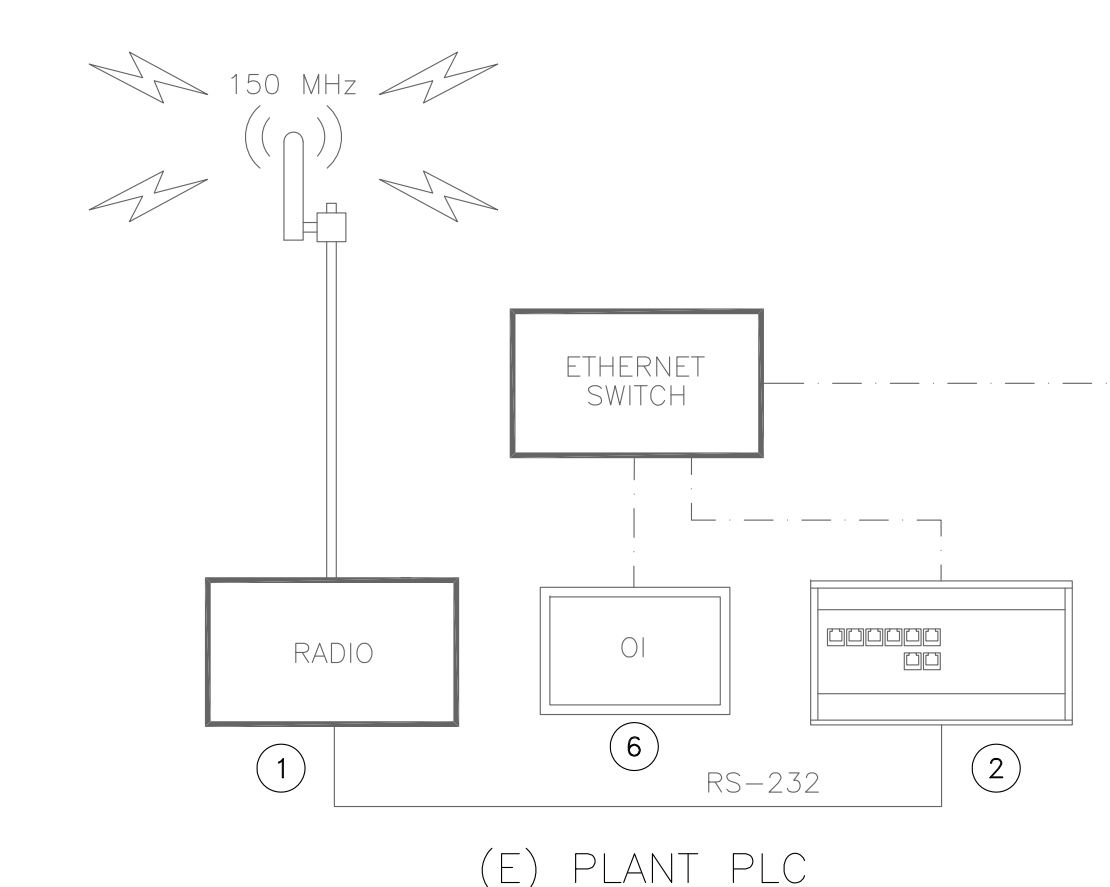 150 MHz
ETHERNET
SWITCH
RADIO
OI
1
6
2
RS-232
(E) PLANT PLC